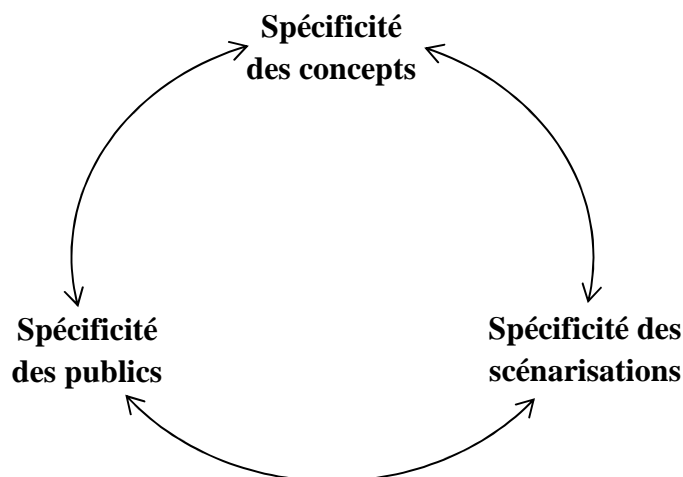 Spécificité
des concepts
Spécificité
des publics
Spécificité des
scénarisations